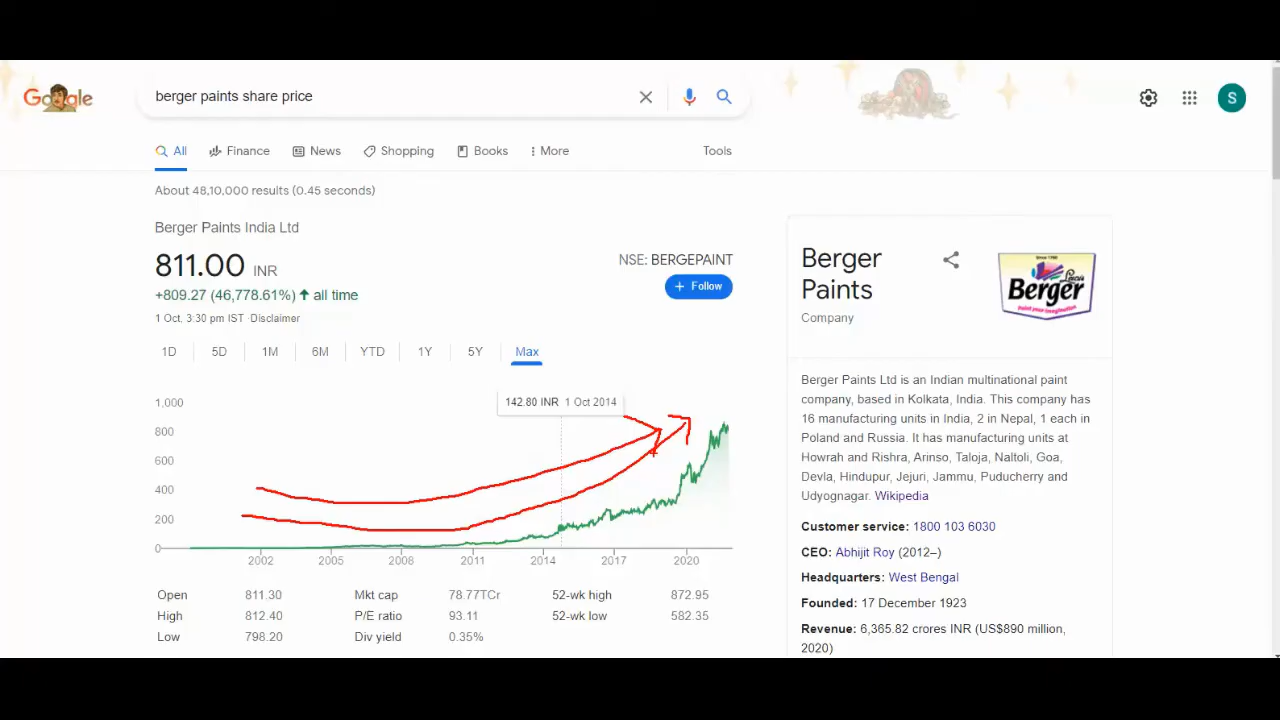 Google
berger paints share price
S
All Finance News Shopping Books More Tools
About 48,10,000 results (0.45 seconds)
Berger Paints India Ltd
811.00 INR
NSE: BERGEPAINT
+ Follow
+809.27 (46,778.61%) all time
1 Oct, 3:30 pm IST · Disclaimer
1D 5D 1M 6M YTD 1Y 5Y Max
142.80 INR 1 Oct 2014
1,000
800
600
400
200
0
2002 2005 2008 2011 2014 2017 2020
Open 811.30 Mkt cap 78.77TCr 52-wk high 872.95
High 812.40 P/E ratio 93.11 52-wk low 582.35
Low 798.20 Div yield 0.35%
Berger
Paints
Company
Since 1760
Berger
Paint your imagination
Berger Paints Ltd is an Indian multinational paint
company, based in Kolkata, India. This company has
16 manufacturing units in India, 2 in Nepal, 1 each in
Poland and Russia. It has manufacturing units at
Howrah and Rishra, Arinso, Taloja, Naltoli, Goa,
Devla, Hindupur, Jejuri, Jammu, Puducherry and
Udyognagar. Wikipedia
Customer service: 1800 103 6030
CEO: Abhijit Roy (2012–)
Headquarters: West Bengal
Founded: 17 December 1923
Revenue: 6,365.82 crores INR (US$890 million,
2020)